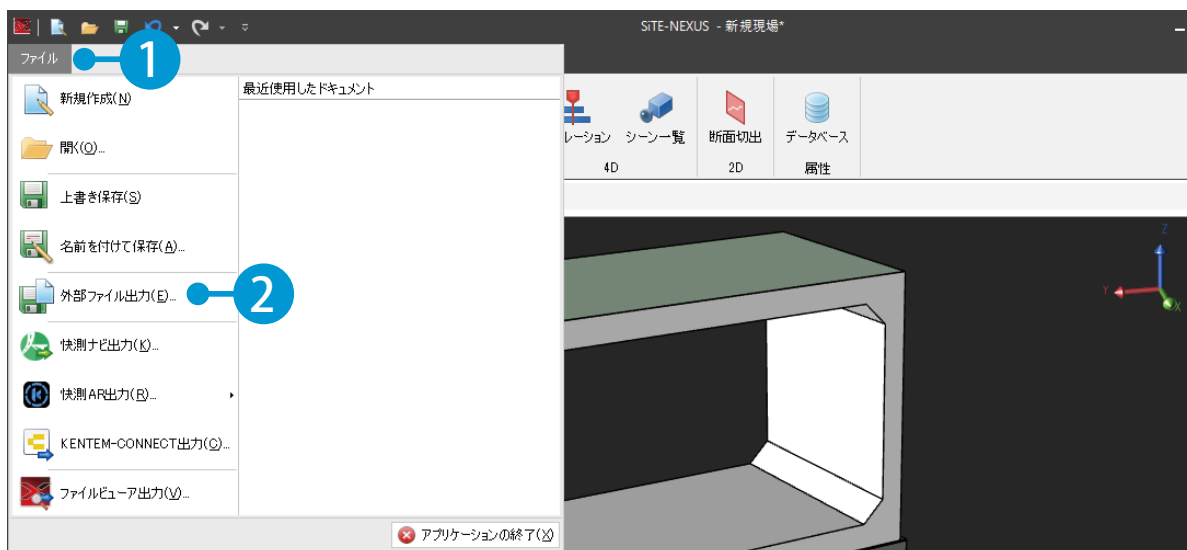 SiTE-NEXUS - 新規現場*
ファイル
1
新規作成(N)
開く(O)...
上書き保存(S)
名前を付けて保存(A)...
外部ファイル出力(E)...
2
快測ナビ出力(K)...
快測AR出力(R)...
KENTEM-CONNECT出力(C)...
ファイルビューア出力(V)...
最近使用したドキュメント
アプリケーションの終了(X)
レーション
シーン一覧
断面切出
データベース
4D
2D
属性
Z
Y
X